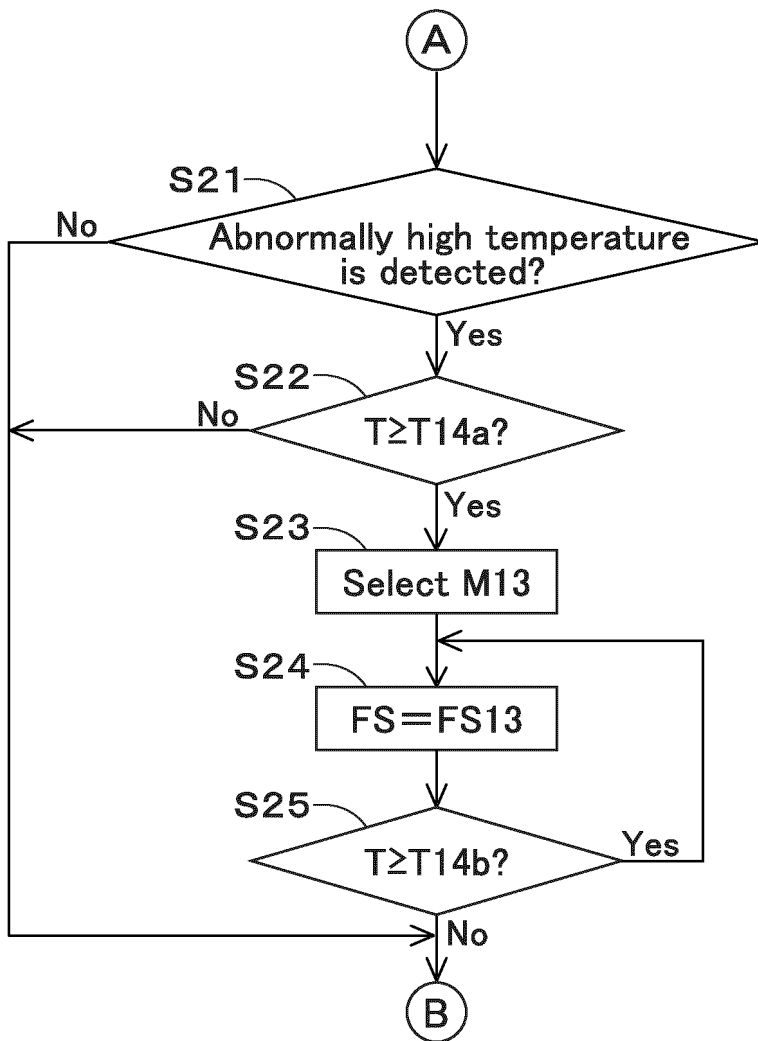 A
S21
No
Abnormally high temperature
is detected?
Yes
S22
No
T≥T14a?
Yes
S23
Select M13
S24
FS=FS13
S25
T≥T14b?
Yes
No
B